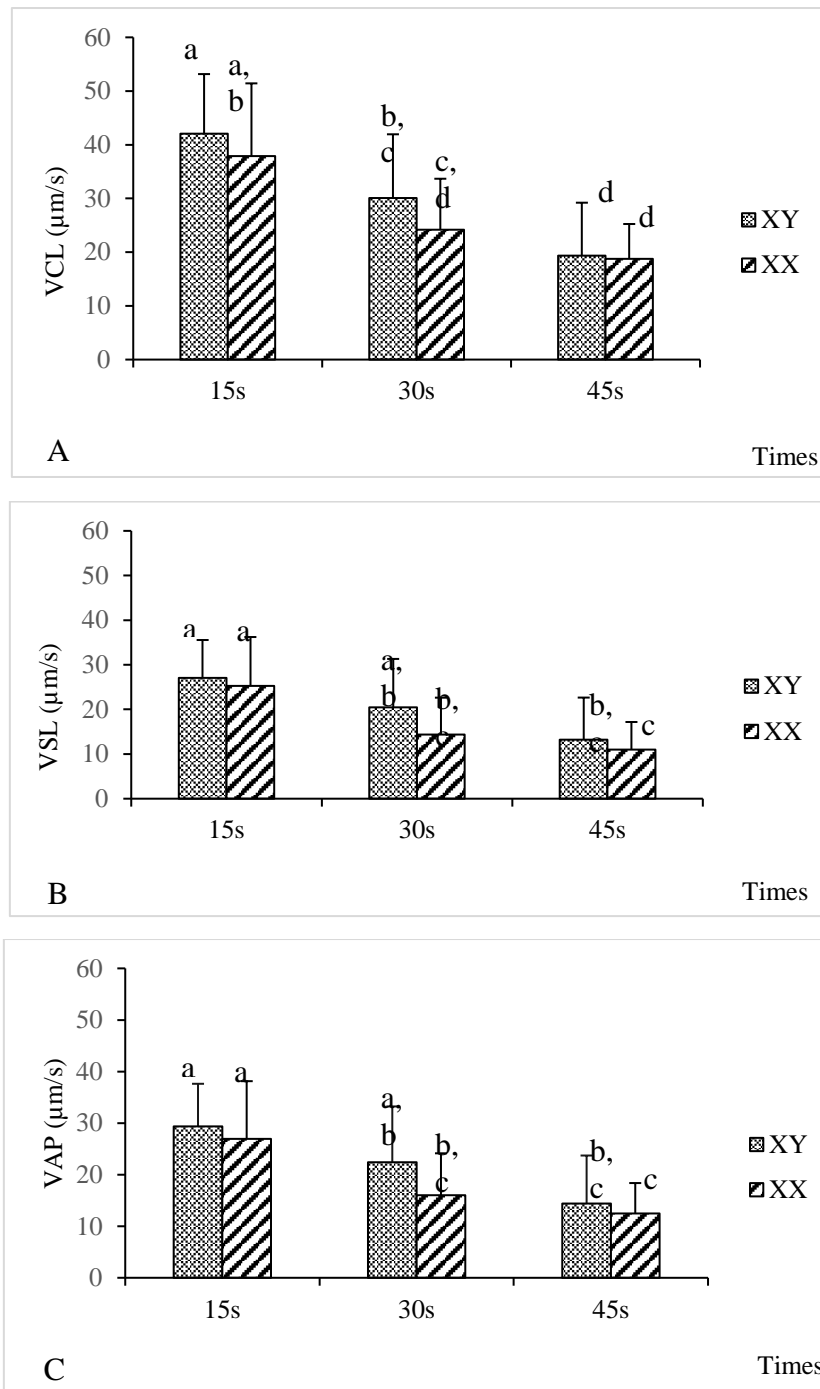 60
50
40
30
20
10
0
VCL (µm/s)
a
a,
b
b,
c
c,
d
d
d
XY
XX
15s
30s
45s
A
Times
60
50
40
30
20
10
0
VSL (µm/s)
a
a
a,
b
b,
c
b,
c
c
XY
XX
15s
30s
45s
B
Times
60
50
40
30
20
10
0
VAP (µm/s)
a
a
a,
b
b,
c
b,
c
c
XY
XX
15s
30s
45s
C
Times